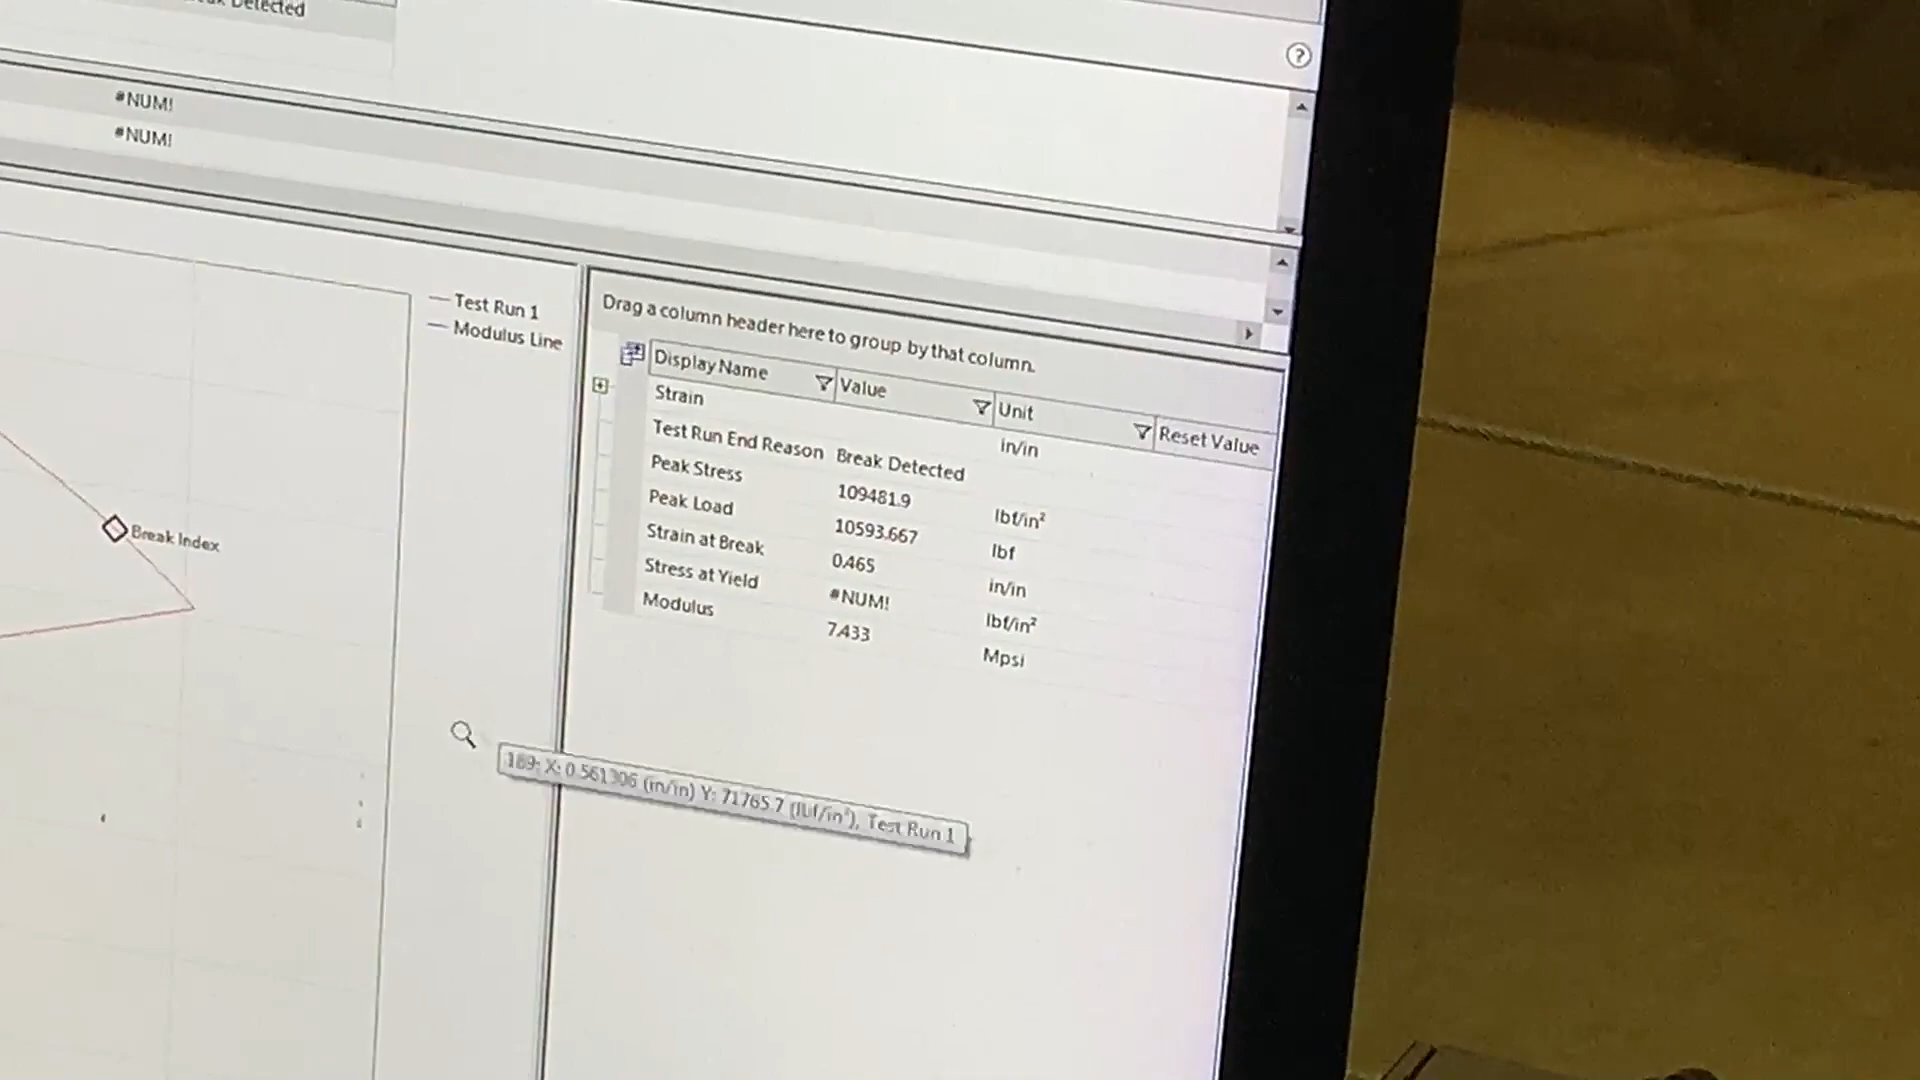 Detected
#NUM!
#NUM!
Test Run 1
Modulus Line
Break Index
Drag a column header here to group by that column.
Display Name Value Unit Reset Value
Strain in/in
Test Run End Reason Break Detected
Peak Stress 109481.9 lbf/in²
Peak Load 10593.667 lbf
Strain at Break 0.465 in/in
Stress at Yield #NUM! lbf/in²
Modulus 7.433 Mpsi
189: X: 0.561306 (in/in) Y: 71765.7 (lbf/in²), Test Run 1